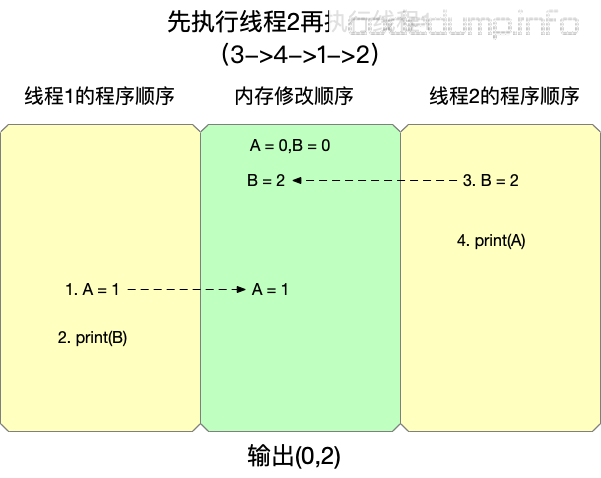 先执行线程2再执行线程1
（3->4->1->2）
线程1的程序顺序
内存修改顺序
线程2的程序顺序
A = 0,B = 0
B = 2
3. B = 2
4. print(A)
1. A = 1
A = 1
2. print(B)
输出(0,2)